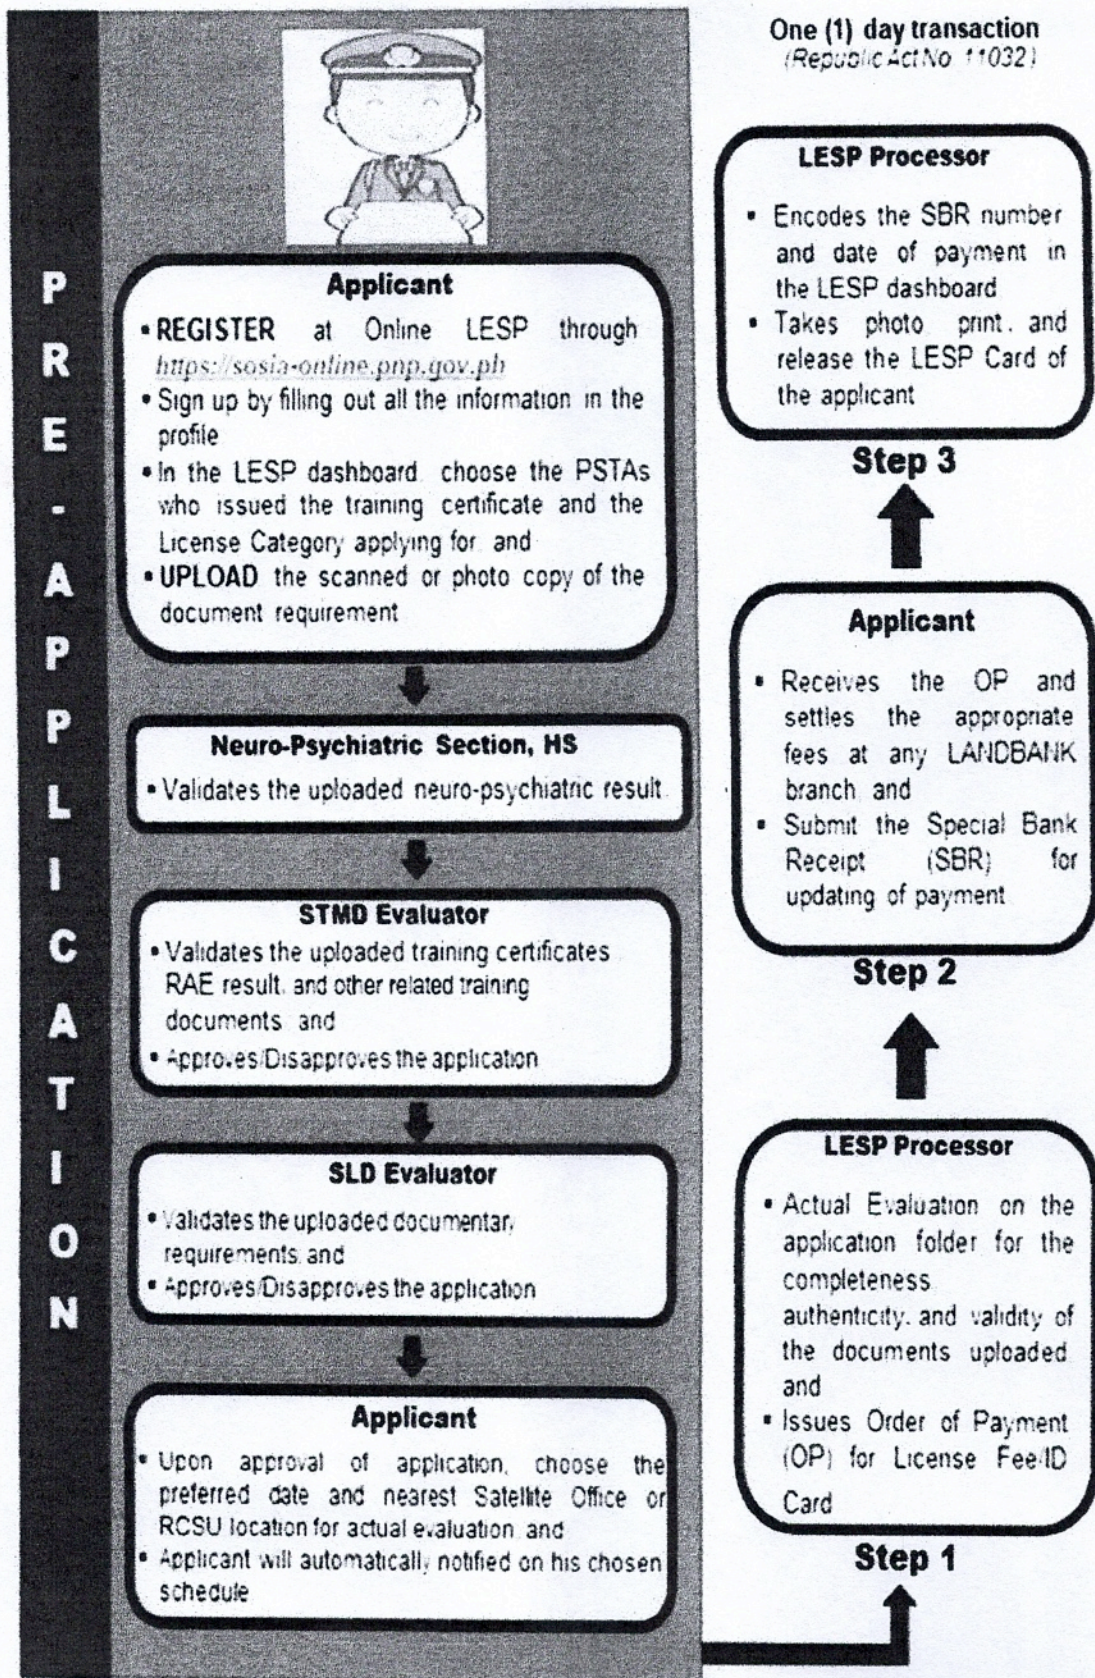 PRE-APPLICATION
Applicant
▪ REGISTER at Online LESP through
https://sosia-online.pnp.gov.ph
▪ Sign up by filling out all the information in the
profile
▪ In the LESP dashboard choose the PSTAs
who issued the training certificate and the
License Category applying for and
▪ UPLOAD the scanned or photo copy of the
document requirement
Neuro-Psychiatric Section, HS
▪ Validates the uploaded neuro-psychiatric result
STMD Evaluator
▪ Validates the uploaded training certificates
RAE result, and other related training
documents and
▪ Approves/Disapproves the application
SLD Evaluator
▪ Validates the uploaded documentary
requirements and
▪ Approves/Disapproves the application
Applicant
▪ Upon approval of application, choose the
preferred date and nearest Satellite Office or
RCSU location for actual evaluation and
▪ Applicant will automatically notified on his chosen
schedule
One (1) day transaction
(Republic Act No. 11032)
LESP Processor
▪ Encodes the SBR number
and date of payment in
the LESP dashboard
▪ Takes photo print. and
release the LESP Card of
the applicant
Step 3
Applicant
▪ Receives the OP and
settles the appropriate
fees at any LANDBANK
branch and
▪ Submit the Special Bank
Receipt (SBR) for
updating of payment
Step 2
LESP Processor
▪ Actual Evaluation on the
application folder for the
completeness
authenticity. and validity of
the documents uploaded
and
▪ Issues Order of Payment
(OP) for License Fee/ID
Card
Step 1